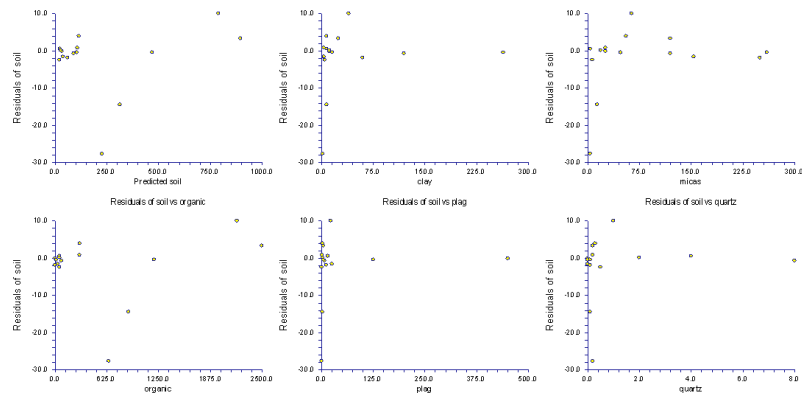 10.0
0.0
-10.0
-20.0
-30.0
0.0 250.0 500.0 750.0 1000.0
Residuals of soil
Predicted soil
10.0
0.0
-10.0
-20.0
-30.0
0.0 75.0 150.0 225.0 300.0
Residuals of soil
clay
10.0
0.0
-10.0
-20.0
-30.0
0.0 75.0 150.0 225.0 300.0
Residuals of soil
micas
Residuals of soil vs organic
10.0
0.0
-10.0
-20.0
-30.0
0.0 625.0 1250.0 1875.0 2500.0
Residuals of soil
organic
Residuals of soil vs plag
10.0
0.0
-10.0
-20.0
-30.0
0.0 125.0 250.0 375.0 500.0
Residuals of soil
plag
Residuals of soil vs quartz
10.0
0.0
-10.0
-20.0
-30.0
0.0 2.0 4.0 6.0 8.0
Residuals of soil
quartz